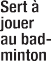 Sert à
jouer
au bad-
minton